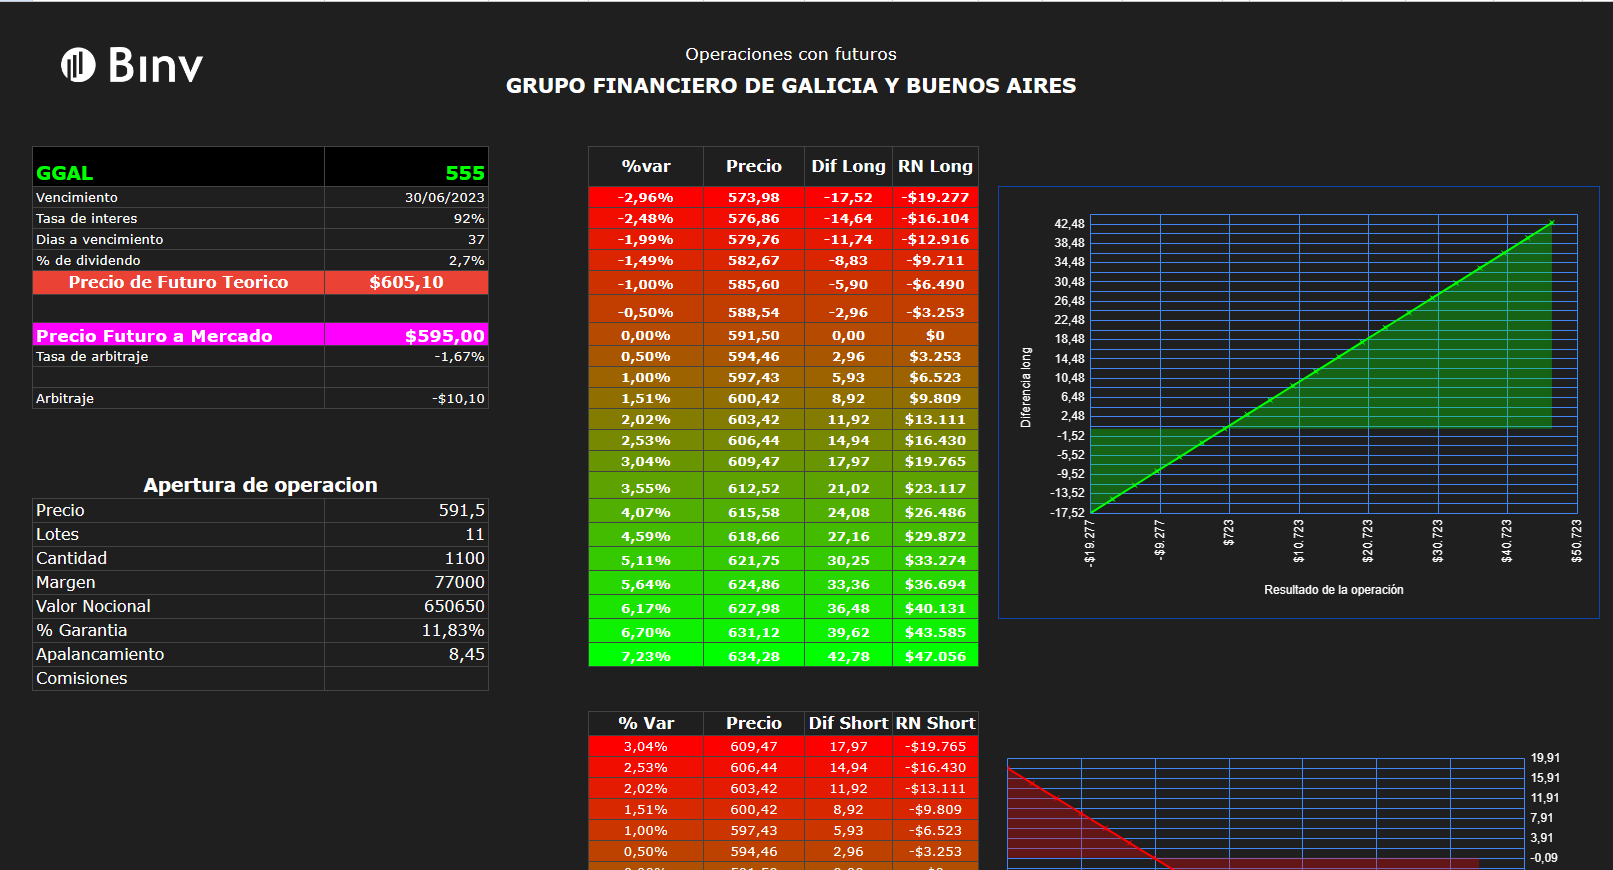 Binv
Operaciones con futuros
GRUPO FINANCIERO DE GALICIA Y BUENOS AIRES
GGAL 555
Vencimiento 30/06/2023
Tasa de interes 92%
Dias a vencimiento 37
% de dividendo 2,7%
Precio de Futuro Teorico $605,10
Precio Futuro a Mercado $595,00
Tasa de arbitraje -1,67%
Arbitraje -$10,10
Apertura de operacion
Precio 591,5
Lotes 11
Cantidad 1100
Margen 77000
Valor Nocional 650650
% Garantia 11,83%
Apalancamiento 8,45
Comisiones
%var Precio Dif Long RN Long
-2,96% 573,98 -17,52 -$19.277
-2,48% 576,86 -14,64 -$16.104
-1,99% 579,76 -11,74 -$12.916
-1,49% 582,67 -8,83 -$9.711
-1,00% 585,60 -5,90 -$6.490
-0,50% 588,54 -2,96 -$3.253
0,00% 591,50 0,00 $0
0,50% 594,46 2,96 $3.253
1,00% 597,43 5,93 $6.523
1,51% 600,42 8,92 $9.809
2,02% 603,42 11,92 $13.111
2,53% 606,44 14,94 $16.430
3,04% 609,47 17,97 $19.765
3,55% 612,52 21,02 $23.117
4,07% 615,58 24,08 $26.486
4,59% 618,66 27,16 $29.872
5,11% 621,75 30,25 $33.274
5,64% 624,86 33,36 $36.694
6,17% 627,98 36,48 $40.131
6,70% 631,12 39,62 $43.585
7,23% 634,28 42,78 $47.056
% Var Precio Dif Short RN Short
3,04% 609,47 17,97 -$19.765
2,53% 606,44 14,94 -$16.430
2,02% 603,42 11,92 -$13.111
1,51% 600,42 8,92 -$9.809
1,00% 597,43 5,93 -$6.523
0,50% 594,46 2,96 -$3.253
Diferencia long
42,48
38,48
34,48
30,48
26,48
22,48
18,48
14,48
10,48
6,48
2,48
-1,52
-5,52
-9,52
-13,52
-17,52
-$19.277
-$9.277
$723
$10.723
$20.723
$30.723
$40.723
$50.723
Resultado de la operación
19,91
15,91
11,91
7,91
3,91
-0,09